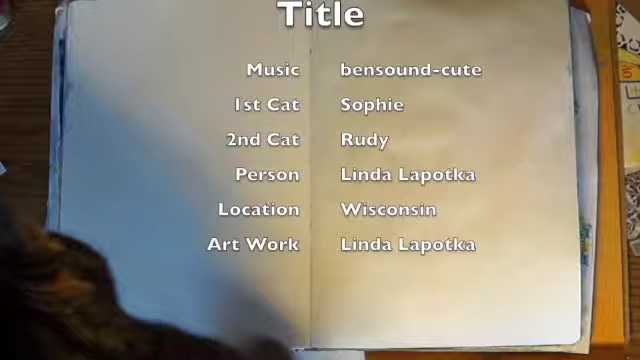 Title
Music bensound-cute
1st Cat Sophie
2nd Cat Rudy
Person Linda Lapotka
Location Wisconsin
Art Work Linda Lapotka